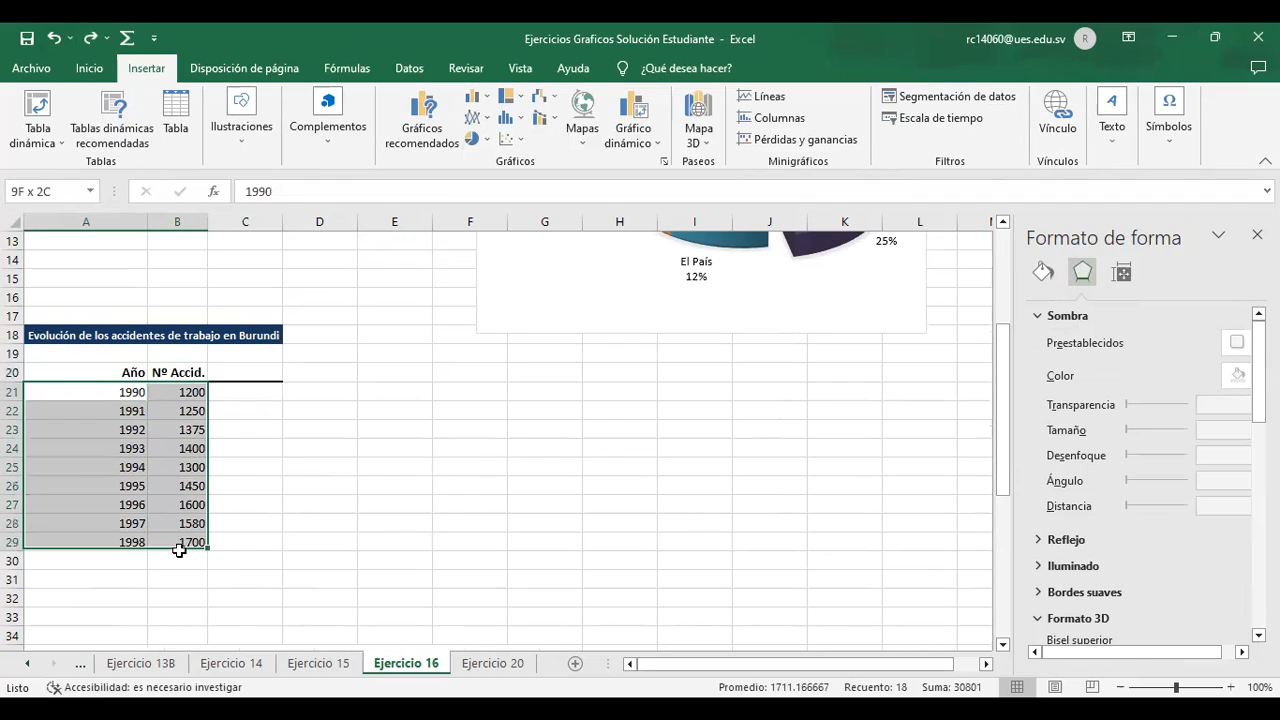 Ejercicios Graficos Solución Estudiante - Excel
rc14060@ues.edu.sv R
Archivo Inicio Insertar Disposición de página Fórmulas Datos Revisar Vista Ayuda ¿Qué desea hacer?
Tabla dinámica
Tablas dinámicas recomendadas
Tabla
Tablas
Ilustraciones
Complementos
Gráficos recomendados
Mapas
Gráfico dinámico
Gráficos
Mapa 3D
Paseos
Líneas
Columnas
Pérdidas y ganancias
Minigráficos
Segmentación de datos
Escala de tiempo
Filtros
Vínculo
Vínculos
A
Texto
Ω
Símbolos
9F x 2C fx 1990
A B C D E F G H I J K L
13
14
15
16
17
25%
El País
12%
18 Evolución de los accidentes de trabajo en Burundi
19
20 Año Nº Accid.
21 1990 1200
22 1991 1250
23 1992 1375
24 1993 1400
25 1994 1300
26 1995 1450
27 1996 1600
28 1997 1580
29 1998 1700
30
31
32
33
34
Formato de forma
Sombra
Preestablecidos
Color
Transparencia
Tamaño
Desenfoque
Ángulo
Distancia
Reflejo
Iluminado
Bordes suaves
Formato 3D
Bisel superior
... Ejercicio 13B Ejercicio 14 Ejercicio 15 Ejercicio 16 Ejercicio 20
Listo Accesibilidad: es necesario investigar Promedio: 1711.166667 Recuento: 18 Suma: 30801 100%